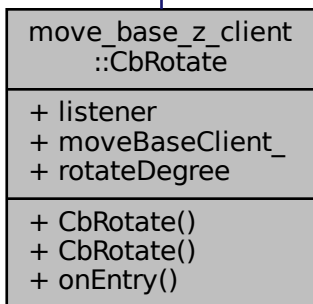 move_base_z_client
::CbRotate
+ listener
+ moveBaseClient_
+ rotateDegree
+ CbRotate()
+ CbRotate()
+ onEntry()